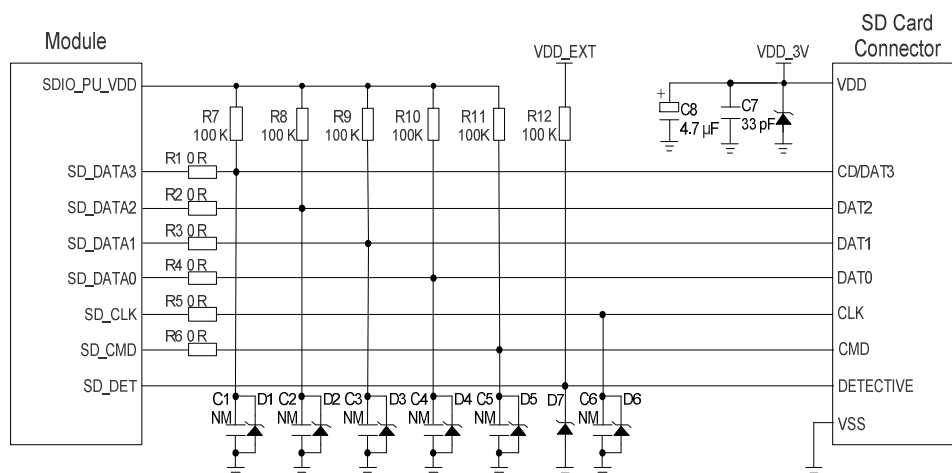 SD Card
Connector
Module
VDD_EXT
VDD_3V
SDIO_PU_VDD
VDD
R7
100 K
R8
100 K
R9
100 K
R10
100 K
R11
100 K
R12
100 K
+
C8
4.7 µF
C7
33 pF
R1 0 R
SD_DATA3
CD/DAT3
R2 0 R
SD_DATA2
DAT2
R3 0 R
SD_DATA1
DAT1
R4 0 R
SD_DATA0
DAT0
R5 0 R
SD_CLK
CLK
R6 0 R
SD_CMD
CMD
SD_DET
DETECTIVE
C1
NM
D1
C2
NM
D2
C3
NM
D3
C4
NM
D4
C5
NM
D5
D7
C6
NM
D6
VSS